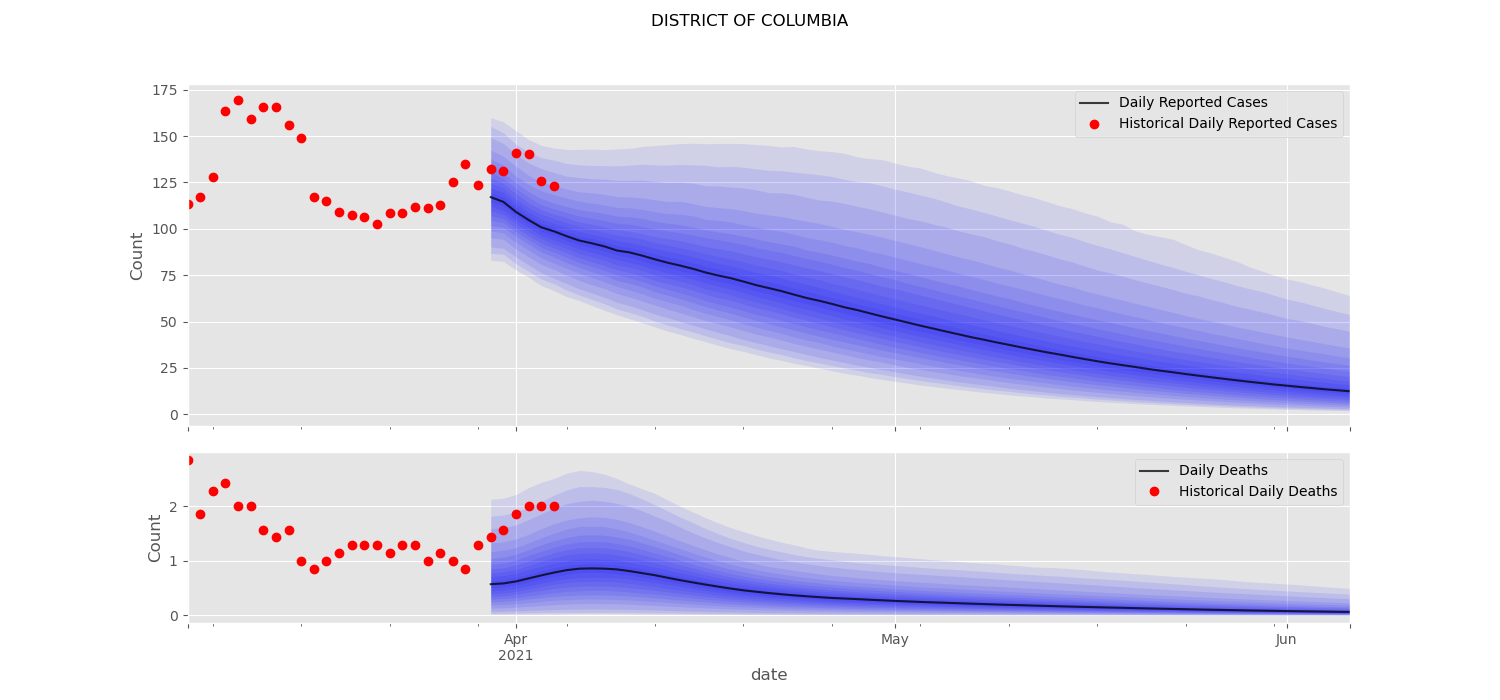 DISTRICT OF COLUMBIA
175
150
125
100
75
50
25
0
Count
Daily Reported Cases
Historical Daily Reported Cases
2
1
0
Count
Daily Deaths
Historical Daily Deaths
Apr
2021
May
Jun
date